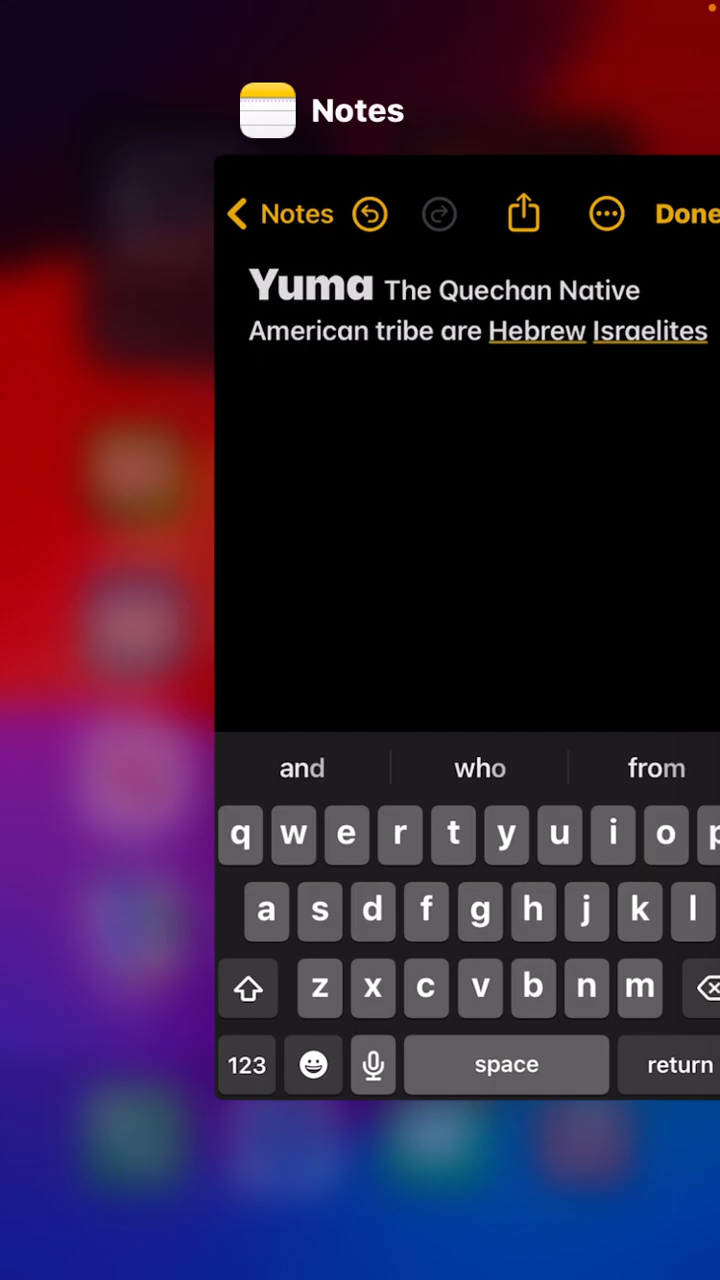 Notes
Notes Done
Yuma The Quechan Native
American tribe are Hebrew Israelites
and who from
q w e r t y u i o p
a s d f g h j k l
z x c v b n m
123 space return